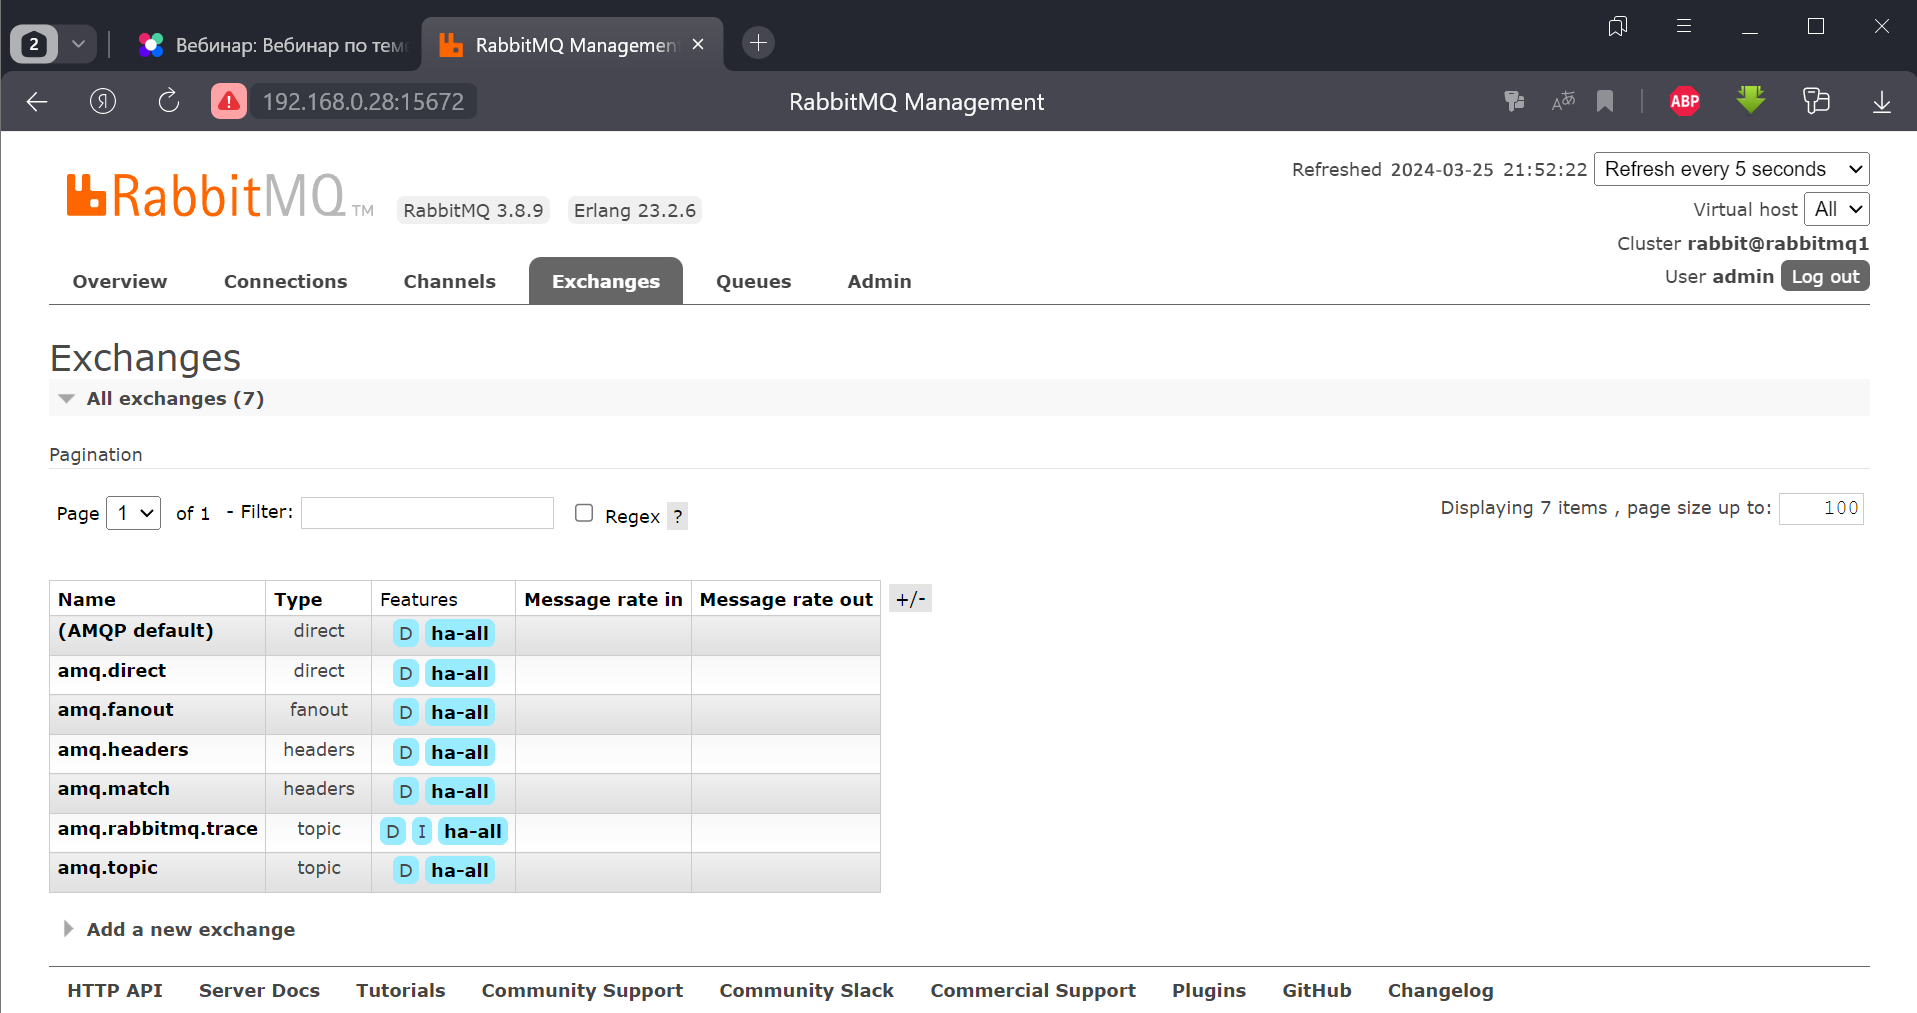 2
Вебинар: Вебинар по тем
RabbitMQ Managemen
192.168.0.28:15672
RabbitMQ Management
ABP
RabbitMQ TM
RabbitMQ 3.8.9
Erlang 23.2.6
Refreshed 2024-03-25 21:52:22
Refresh every 5 seconds
Virtual host All
Cluster rabbit@rabbitmq1
User admin Log out
Overview
Connections
Channels
Exchanges
Queues
Admin
Exchanges
All exchanges (7)
Pagination
Page 1 of 1 - Filter:
Regex ?
Displaying 7 items , page size up to: 100
Name Type Features Message rate in Message rate out +/-
(AMQP default) direct D ha-all
amq.direct direct D ha-all
amq.fanout fanout D ha-all
amq.headers headers D ha-all
amq.match headers D ha-all
amq.rabbitmq.trace topic D I ha-all
amq.topic topic D ha-all
Add a new exchange
HTTP API Server Docs Tutorials Community Support Community Slack Commercial Support Plugins GitHub Changelog